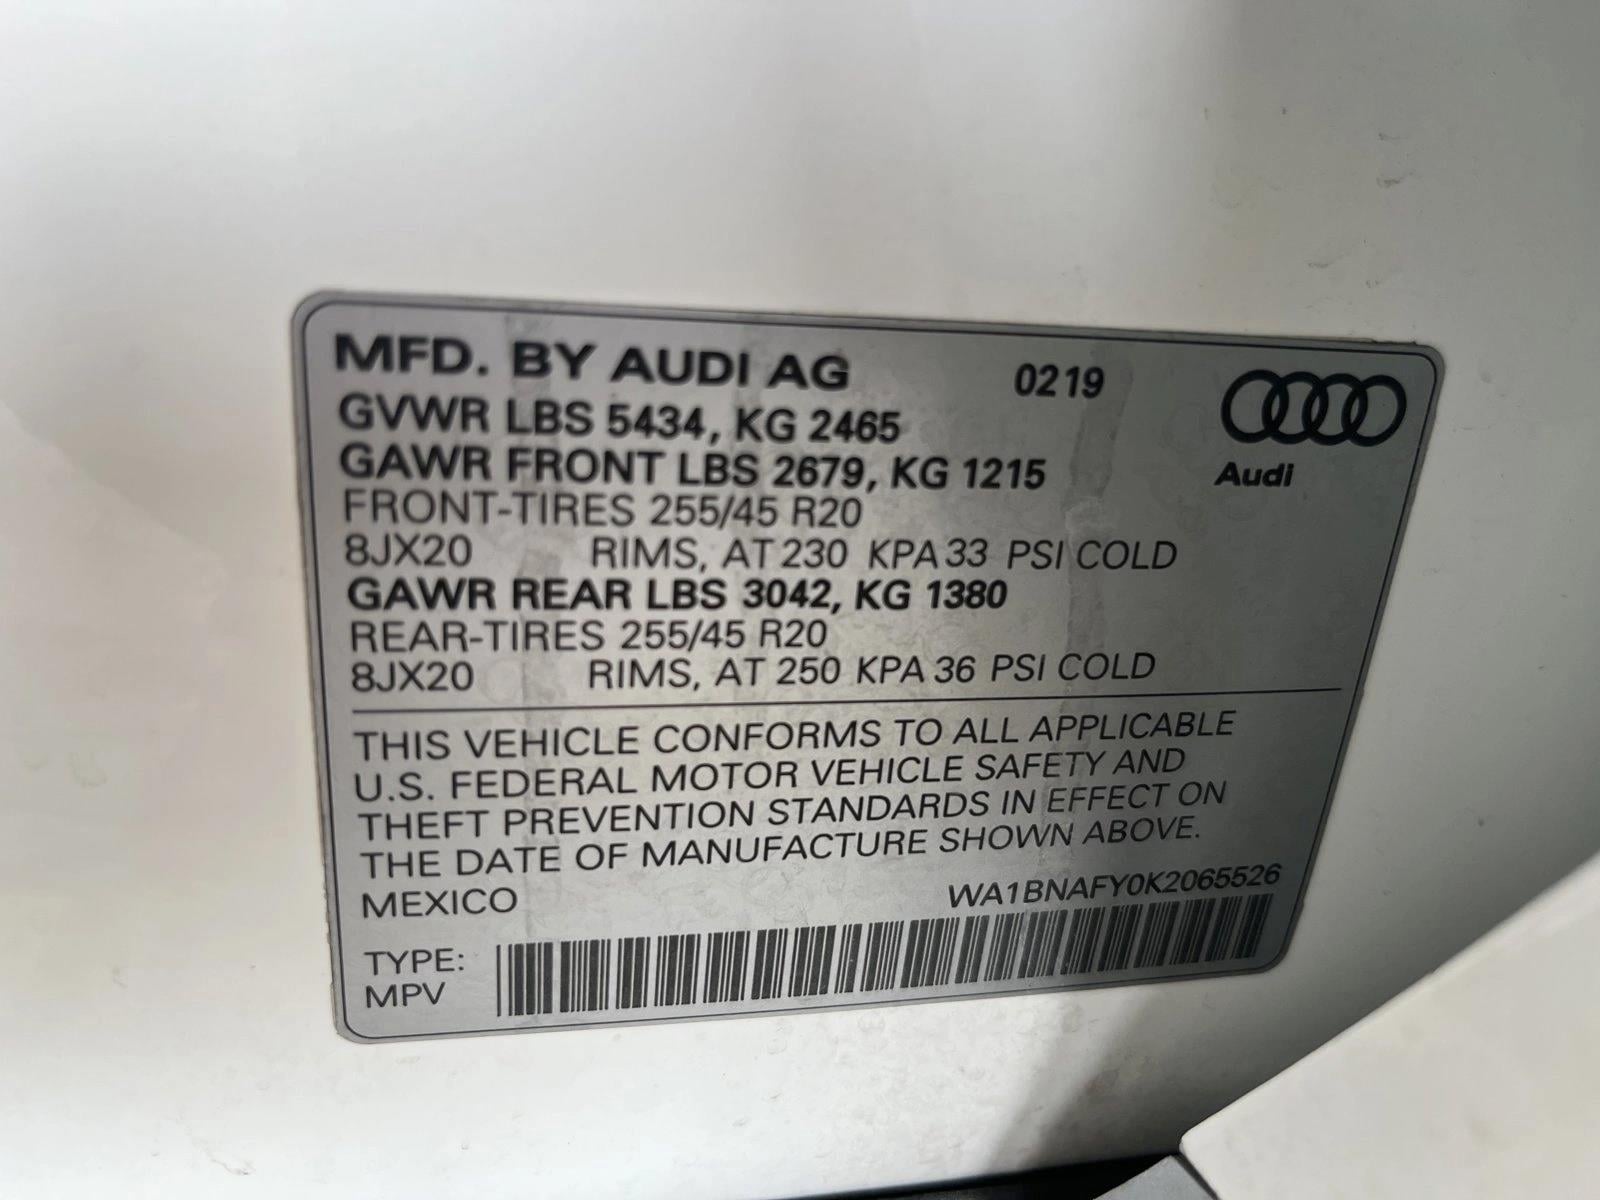 MFD. BY AUDI AG 0219
GVWR LBS 5434, KG 2465
GAWR FRONT LBS 2679, KG 1215
Audi
FRONT-TIRES 255/45 R20
8JX20 RIMS, AT 230 KPA 33 PSI COLD
GAWR REAR LBS 3042, KG 1380
REAR-TIRES 255/45 R20
8JX20 RIMS, AT 250 KPA 36 PSI COLD
THIS VEHICLE CONFORMS TO ALL APPLICABLE
U.S. FEDERAL MOTOR VEHICLE SAFETY AND
THEFT PREVENTION STANDARDS IN EFFECT ON
THE DATE OF MANUFACTURE SHOWN ABOVE.
MEXICO WA1BNAFY0K2065526
TYPE:
MPV